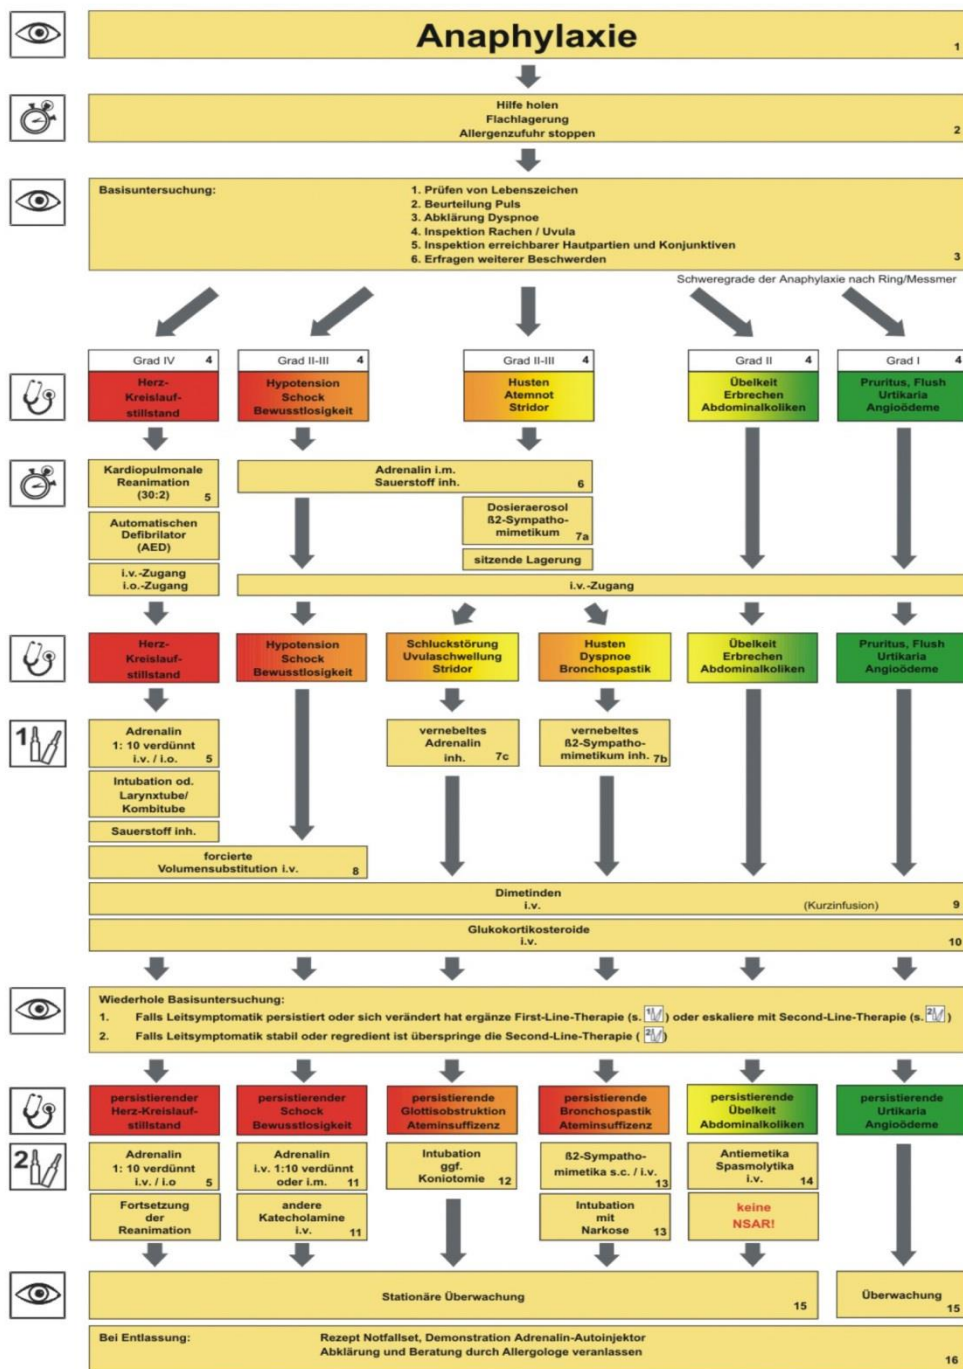 Anaphylaxie
1
Hilfe holen
Flachlagerung
Allergenzufuhr stoppen
2
Basisuntersuchung:
1. Prüfen von Lebenszeichen
2. Beurteilung Puls
3. Abklärung Dyspnoe
4. Inspektion Rachen / Uvula
5. Inspektion erreichbarer Hautpartien und Konjunktiven
6. Erfragen weiterer Beschwerden
3
Schweregrade der Anaphylaxie nach Ring/Messmer
Grad IV 4
Herz-
Kreislauf-
stillstand
Grad II-III 4
Hypotension
Schock
Bewusstlosigkeit
Grad II-III 4
Husten
Atemnot
Stridor
Grad II 4
Übelkeit
Erbrechen
Abdominalkoliken
Grad I 4
Pruritus, Flush
Urtikaria
Angioödeme
Kardiopulmonale
Reanimation
(30:2) 5
Automatischen
Defibrilator
(AED)
i.v.-Zugang
i.o.-Zugang
Adrenalin i.m.
Sauerstoff inh.
6
Dosieraerosol
ß2-Sympatho-
mimetikum 7a
sitzende Lagerung
i.v.-Zugang
Herz-
Kreislauf-
stillstand
Hypotension
Schock
Bewusstlosigkeit
Schluckstörung
Uvulaschwellung
Stridor
Husten
Dyspnoe
Bronchospastik
Übelkeit
Erbrechen
Abdominalkoliken
Pruritus, Flush
Urtikaria
Angioödeme
1
Adrenalin
1: 10 verdünnt
i.v. / i.o. 5
Intubation od.
Larynxtube/
Kombitube
Sauerstoff inh.
vernebeltes
Adrenalin
inh. 7c
vernebeltes
ß2-Sympatho-
mimetikum inh. 7b
forcierte
Volumensubstitution i.v. 8
Dimetinden
i.v. (Kurzinfusion) 9
Glukokortikosteroide
i.v. 10
Wiederhole Basisuntersuchung:
1. Falls Leitsymptomatik persistiert oder sich verändert hat ergänze First-Line-Therapie (s. 1) oder eskaliere mit Second-Line-Therapie (s. 2)
2. Falls Leitsymptomatik stabil oder regredient ist überspringe die Second-Line-Therapie ( 2)
persistierender
Herz-Kreislauf-
stillstand
persistierender
Schock
Bewusstlosigkeit
persistierende
Glottisobstruktion
Ateminsuffizenz
persistierende
Bronchospastik
Ateminsuffizenz
persistierende
Übelkeit
Abdominalkoliken
persistierende
Urtikaria
Angioödeme
2
Adrenalin
1: 10 verdünnt
i.v. / i.o 5
Fortsetzung
der
Reanimation
Adrenalin
i.v. 1:10 verdünnt
oder i.m. 11
andere
Katecholamine
i.v. 11
Intubation
ggf.
Koniotomie 12
ß2-Sympatho-
mimetika s.c. / i.v.
13
Intubation
mit
Narkose 13
Antiemetika
Spasmolytika
i.v. 14
keine
NSAR!
Stationäre Überwachung
15
Überwachung
15
Bei Entlassung: Rezept Notfallset, Demonstration Adrenalin-Autoinjektor
Abklärung und Beratung durch Allergologe veranlassen
16